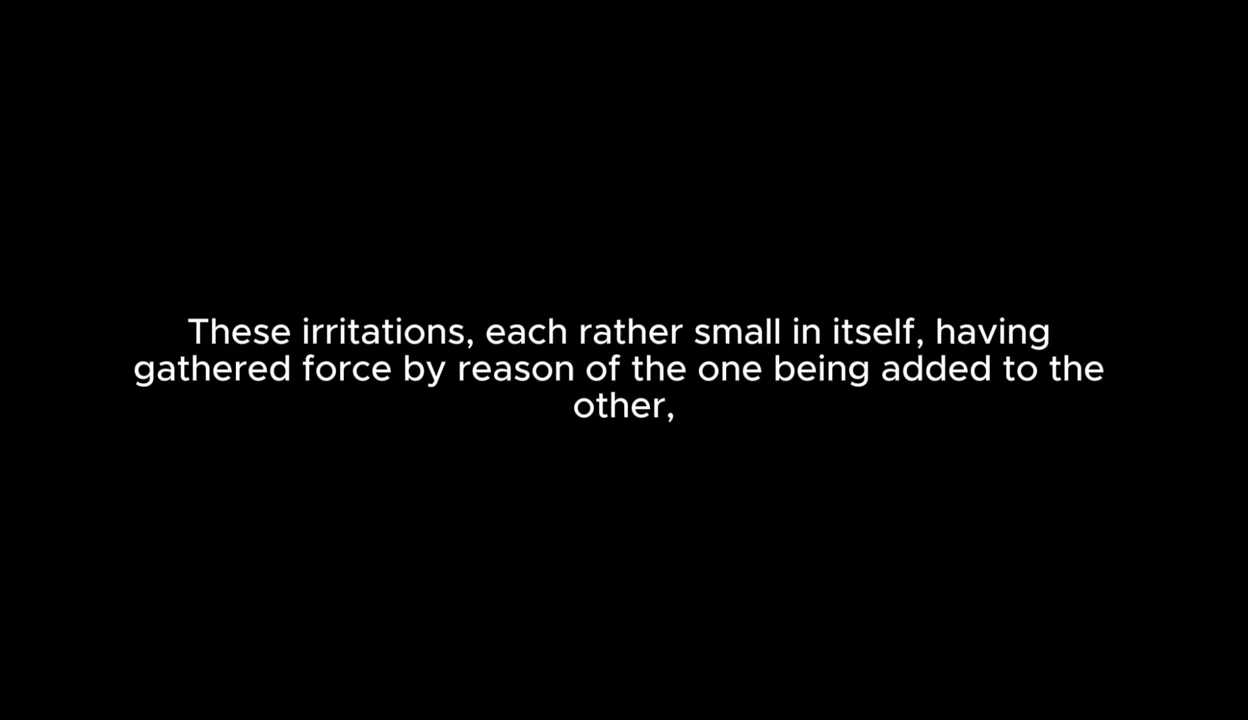 These irritations, each rather small in itself, having
gathered force by reason of the one being added to the
other,